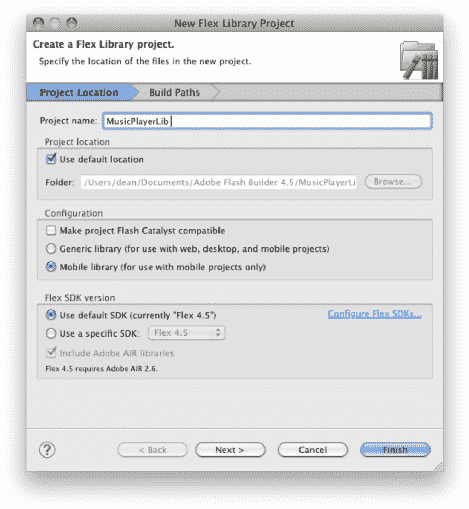 New Flex Library Project
Create a Flex Library project.
Specify the location of the files in the new project.
Project Location
Build Paths
Project name: MusicPlayerLib
Project location
Use default location
Folder: /Users/dean/Documents/Adobe Flash Builder 4.5/MusicPlayerLi
Browse...
Configuration
Make project Flash Catalyst compatible
Generic library (for use with web, desktop, and mobile projects)
Mobile library (for use with mobile projects only)
Flex SDK version
Use default SDK (currently "Flex 4.5")
Configure Flex SDKs...
Use a specific SDK: Flex 4.5
Include Adobe AIR libraries
Flex 4.5 requires Adobe AIR 2.6.
?
< Back
Next >
Cancel
Finish